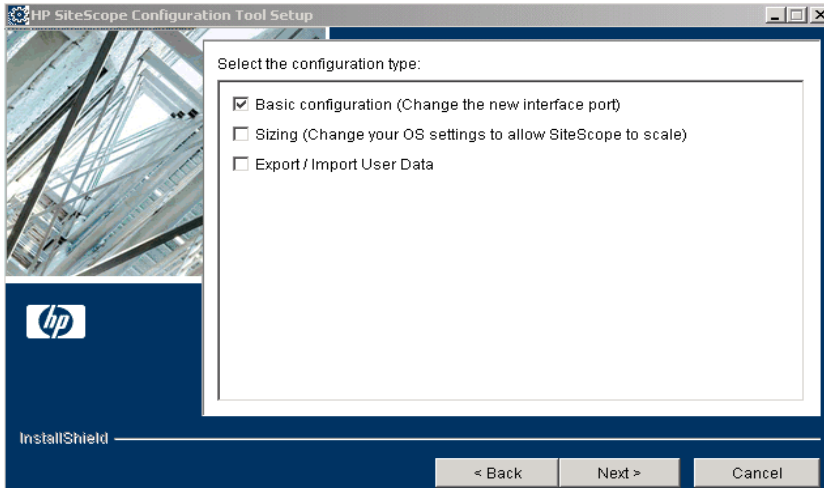 HP SiteScope Configuration Tool Setup
Select the configuration type:
Basic configuration (Change the new interface port)
Sizing (Change your OS settings to allow SiteScope to scale)
Export / Import User Data
hp
InstallShield
< Back
Next >
Cancel